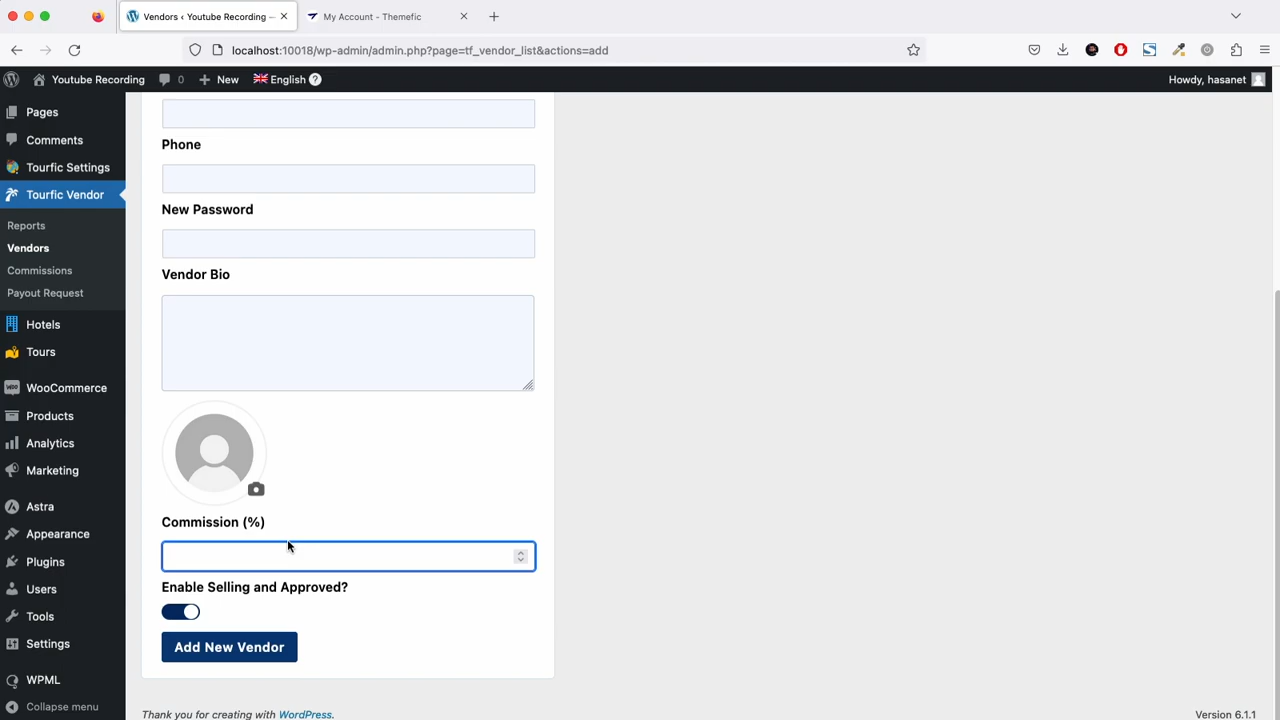 Vendors ‹ Youtube Recording —
My Account - Themefic
localhost:10018/wp-admin/admin.php?page=tf_vendor_list&actions=add
Youtube Recording
0
New
English
Howdy, hasanet
Pages
Comments
Tourfic Settings
Tourfic Vendor
Reports
Vendors
Commissions
Payout Request
Hotels
Tours
WooCommerce
Products
Analytics
Marketing
Astra
Appearance
Plugins
Users
Tools
Settings
WPML
Collapse menu
Phone
New Password
Vendor Bio
Commission (%)
Enable Selling and Approved?
Add New Vendor
Thank you for creating with WordPress.
Version 6.1.1